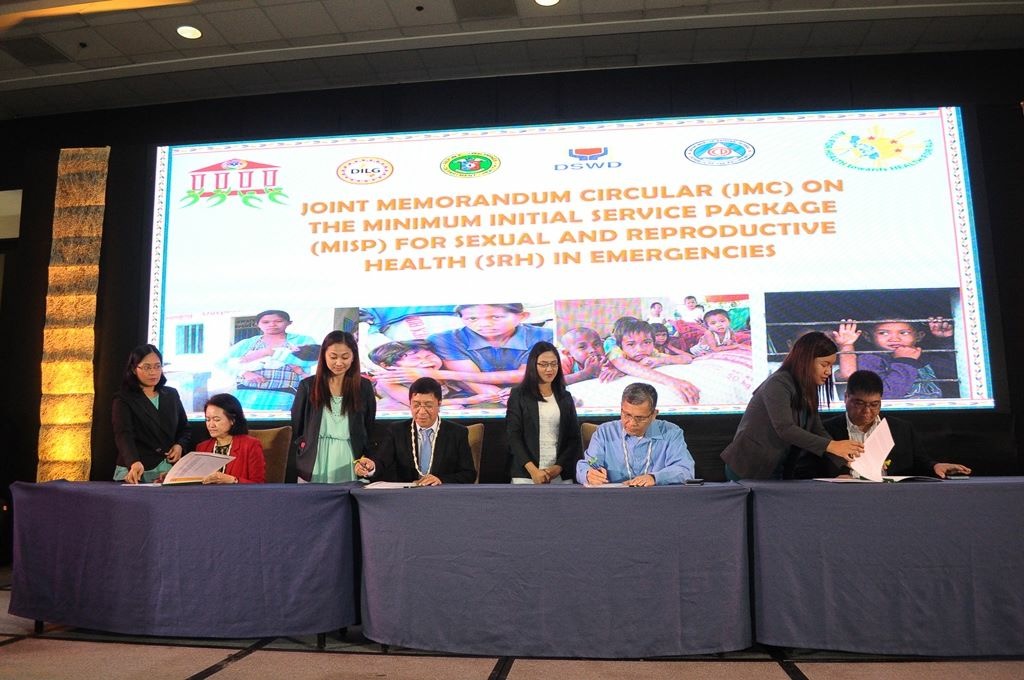 DILG
DSWD
JOINT MEMORANDUM CIRCULAR (JMC) ON
THE MINIMUM INITIAL SERVICE PACKAGE
(MISP) FOR SEXUAL AND REPRODUCTIVE
HEALTH (SRH) IN EMERGENCIES